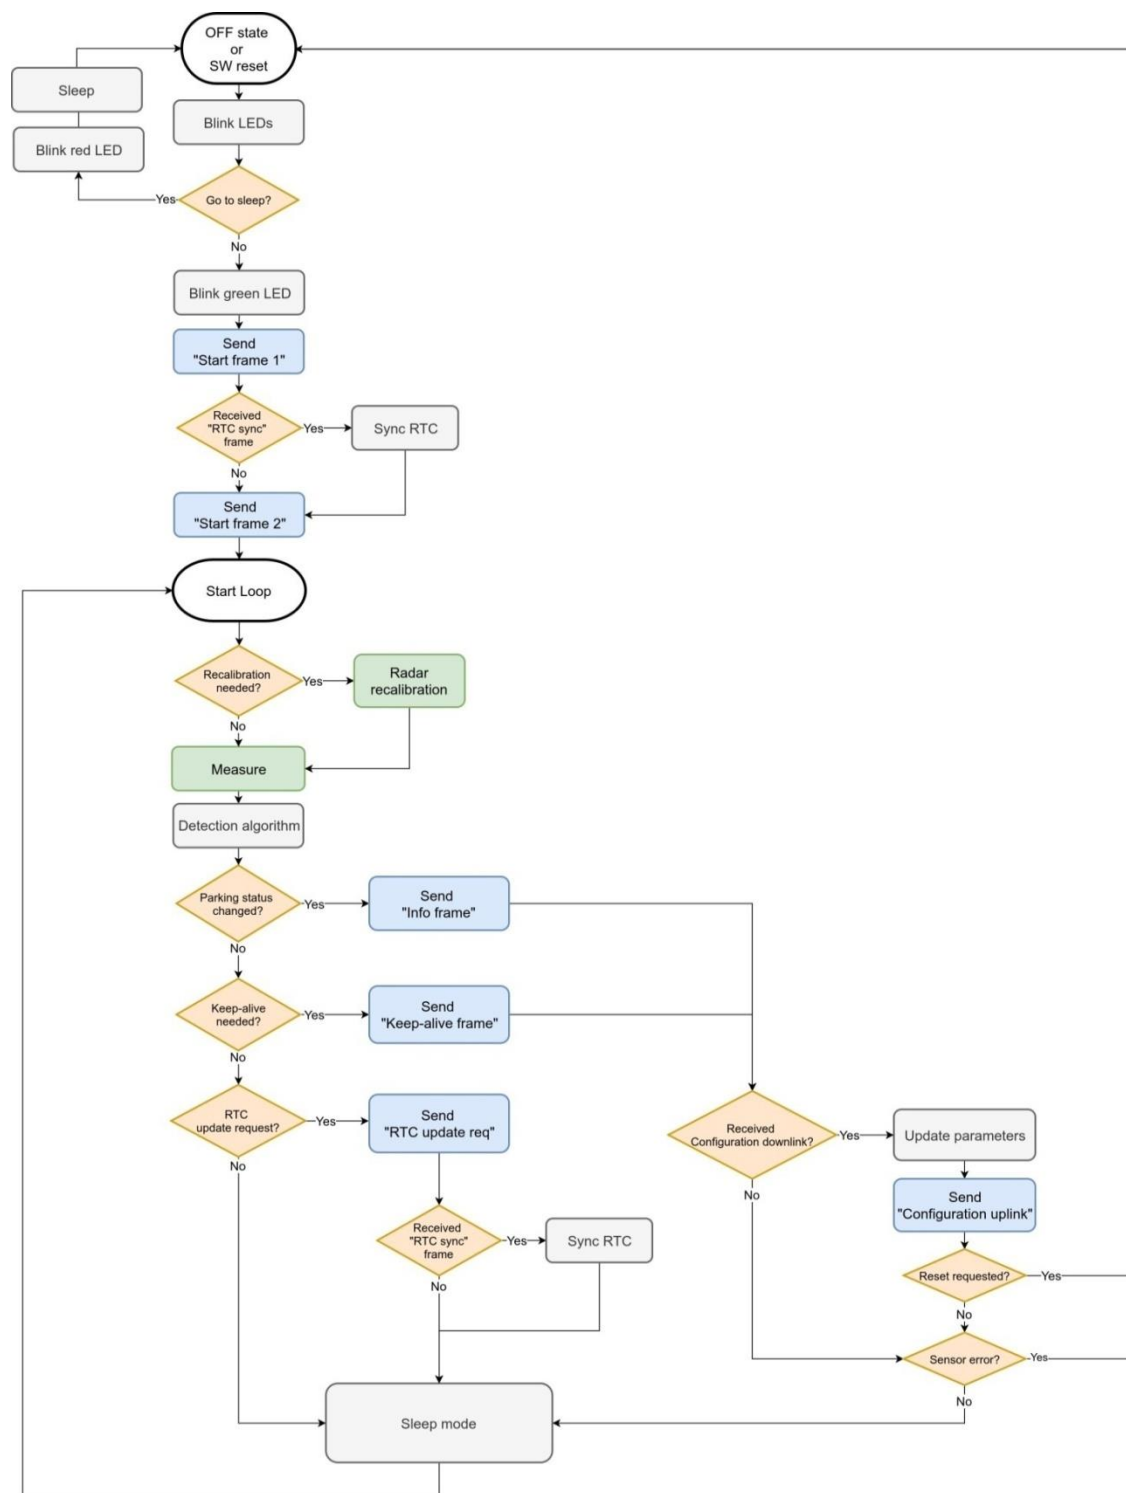 OFF state
or
SW reset
Sleep
Blink LEDs
Blink red LED
Yes
Go to sleep?
No
Blink green LED
Send
"Start frame 1"
Received
"RTC sync"
frame
Yes
Sync RTC
No
Send
"Start frame 2"
Start Loop
Recalibration
needed?
Yes
Radar
recalibration
No
Measure
Detection algorithm
Parking status
changed?
Yes
Send
"Info frame"
No
Keep-alive
needed?
Yes
Send
"Keep-alive frame"
No
RTC
update request?
Yes
Send
"RTC update req"
No
Received
Configuration downlink?
Yes
Update parameters
No
Send
"Configuration uplink"
Received
"RTC sync"
frame
Yes
Sync RTC
No
Reset requested?
Yes
No
Sensor error?
Yes
No
Sleep mode